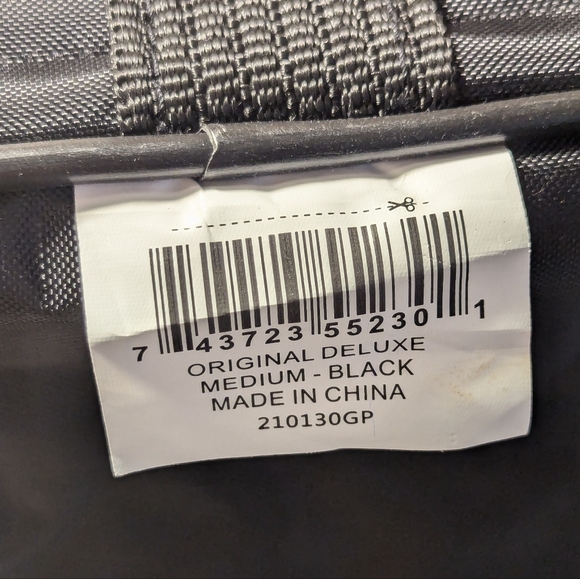 7 43723 55230 1
ORIGINAL DELUXE
MEDIUM - BLACK
MADE IN CHINA
210130GP